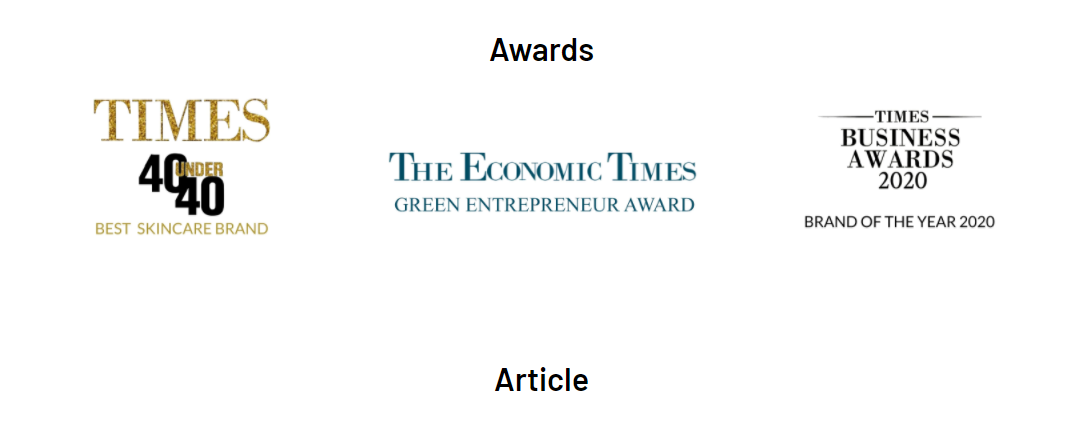 Awards
TIMES
40 UNDER 40
BEST SKINCARE BRAND
THE ECONOMIC TIMES
GREEN ENTREPRENEUR AWARD
TIMES
BUSINESS
AWARDS
2020
BRAND OF THE YEAR 2020
Article